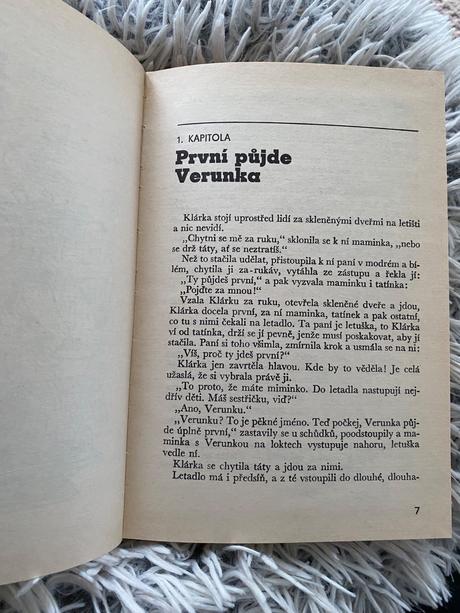 1. KAPITOLA
První půjde
Verunka
Klárka stojí uprostřed lidí za skleněnými dveřmi na letišti
a nic nevidí.
„Chytni se mě za ruku,“ sklonila se k ní maminka, „nebo
se drž táty, ať se neztratíš.“
Než to stačila udělat, přistoupila k ní paní v modrém a bí-
lém, chytila ji za-rukáv, vytáhla ze zástupu a řekla jí:
„Ty půjdeš první,“ a pak vyzvala maminku i tatínka:
„Pojďte za mnou!“
Vzala Klárku za ruku, otevřela skleněné dveře a jdou,
Klárka docela první, za ní maminka, tatínek a pak ostatní,
co tu s nimi čekali na letadlo. Ta paní je letuška, to Klárka
ví od tatínka, drží se jí pevně, jenže musí poskakovat, aby jí
stačila. Paní si toho všimla, zmírnila krok a usmála se na ni:
„Víš, proč ty jdeš první?“
Klárka jen zavrtěla hlavou. Kde by to věděla! Je celá
užaslá, že si vybrala právě ji.
„To proto, že máte miminko. Do letadla nastupují nej-
dřív děti. Máš sestřičku, viď?“
„Ano, Verunku.“
„Verunku? To je pěkné jméno. Teď počkej, Verunka půj-
de úplně první,“ zastavily se u schůdků, podstoupily a ma-
minka s Verunkou na loktech vystupuje nahoru, letuška
vedle ní.
Klárka se chytila táty a jdou za nimi.
Letadlo má i předsíň, a z té vstoupili do dlouhé, dlouha-
7